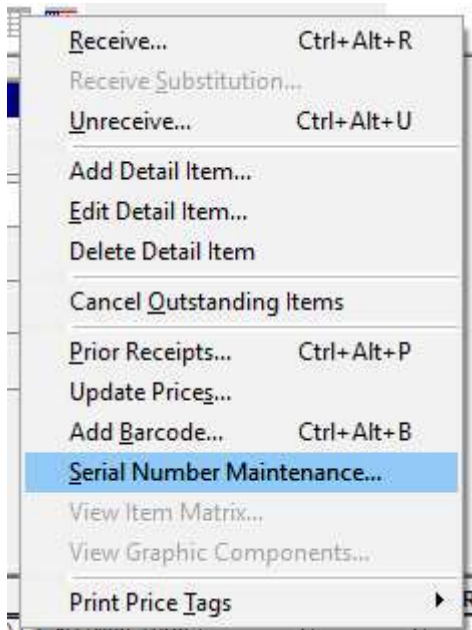 Receive... Ctrl+Alt+R
Receive Substitution...
Unreceive... Ctrl+Alt+U
Add Detail Item...
Edit Detail Item...
Delete Detail Item
Cancel Outstanding Items
Prior Receipts... Ctrl+Alt+P
Update Prices...
Add Barcode... Ctrl+Alt+B
Serial Number Maintenance...
View Item Matrix...
View Graphic Components...
Print Price Tags